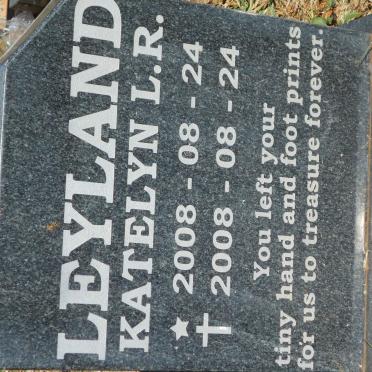 LEYLAND
KATELYN L.R.
★ 2008 - 08 - 24
✝ 2008 - 08 - 24
You left your
tiny hand and foot prints
for us to treasure forever.